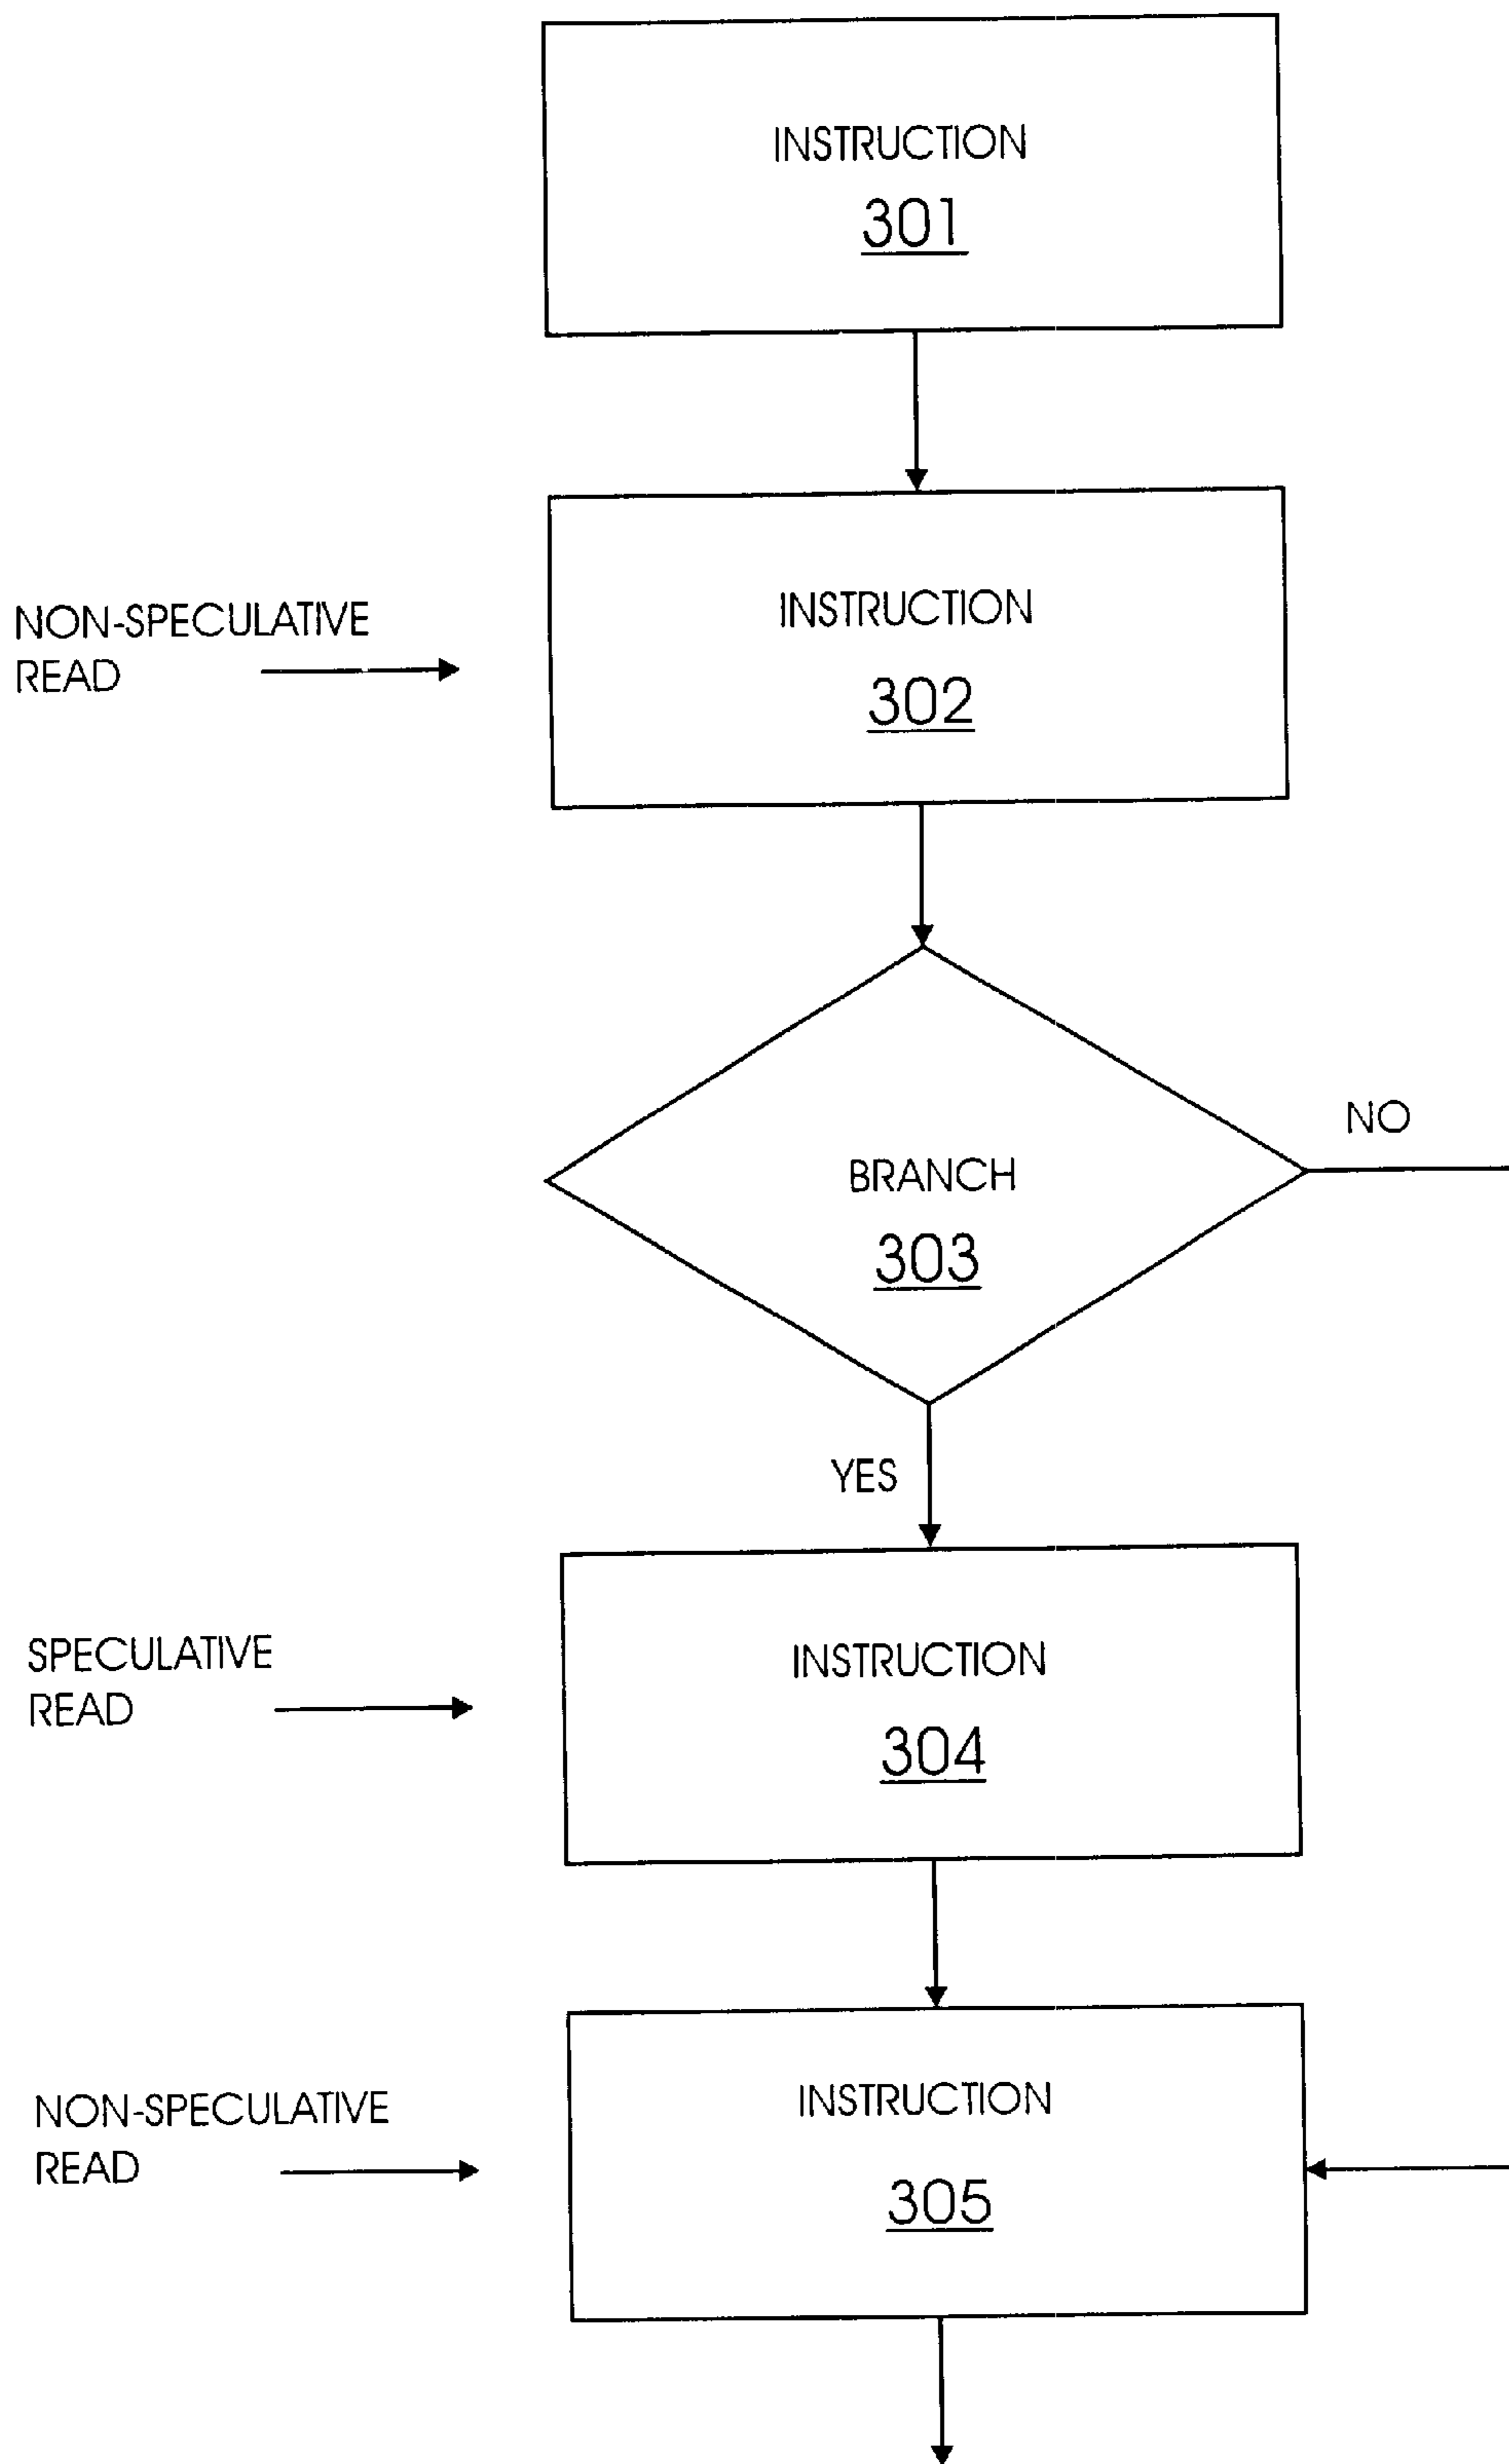 INSTRUCTION
301
NON-SPECULATIVE
READ
INSTRUCTION
302
BRANCH
303
NO
YES
SPECULATIVE
READ
INSTRUCTION
304
NON-SPECULATIVE
READ
INSTRUCTION
305